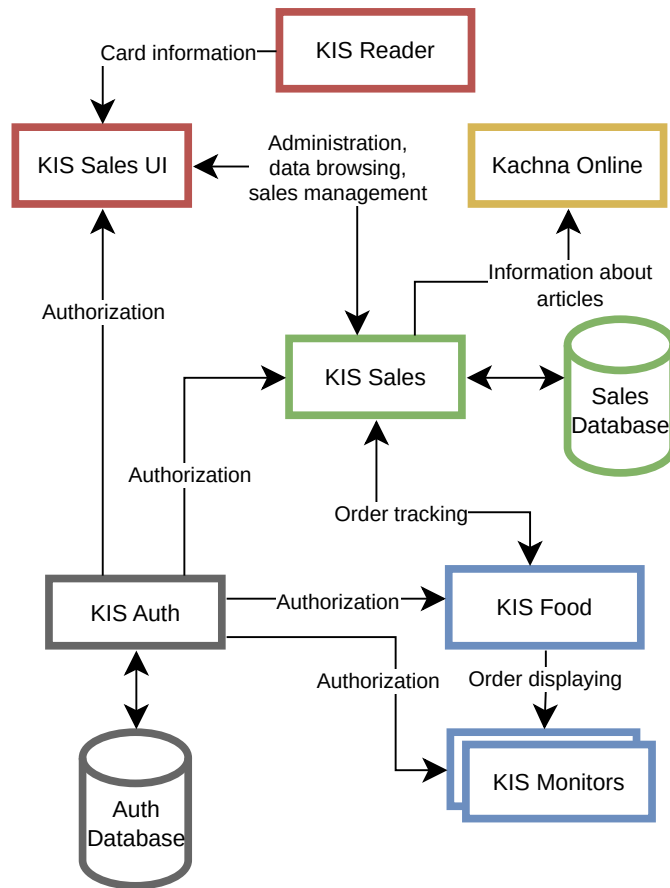 KIS Reader
Card information
KIS Sales UI
Administration,
data browsing,
sales management
Kachna Online
Information about
articles
Authorization
KIS Sales
Sales
Database
Authorization
Order tracking
KIS Auth
Authorization
KIS Food
Authorization
Order displaying
KIS Monitors
Auth
Database